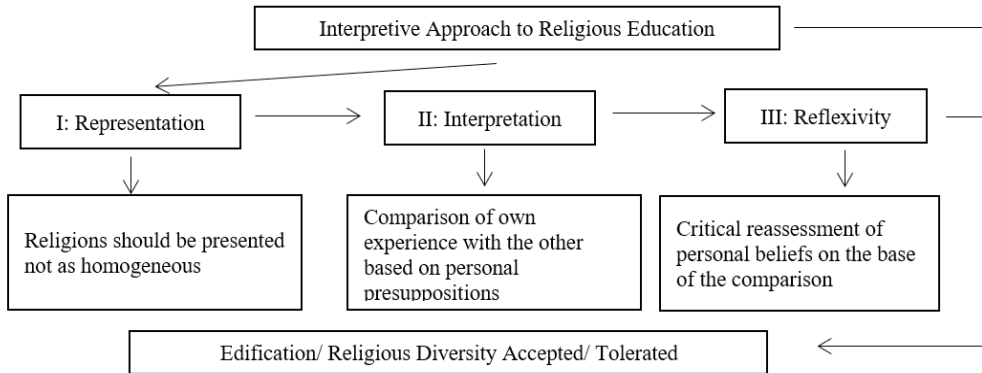 Interpretive Approach to Religious Education
I: Representation
II: Interpretation
III: Reflexivity
Religions should be presented
not as homogeneous
Comparison of own
experience with the other
based on personal
presuppositions
Critical reassessment of
personal beliefs on the base
of the comparison
Edification/ Religious Diversity Accepted/ Tolerated